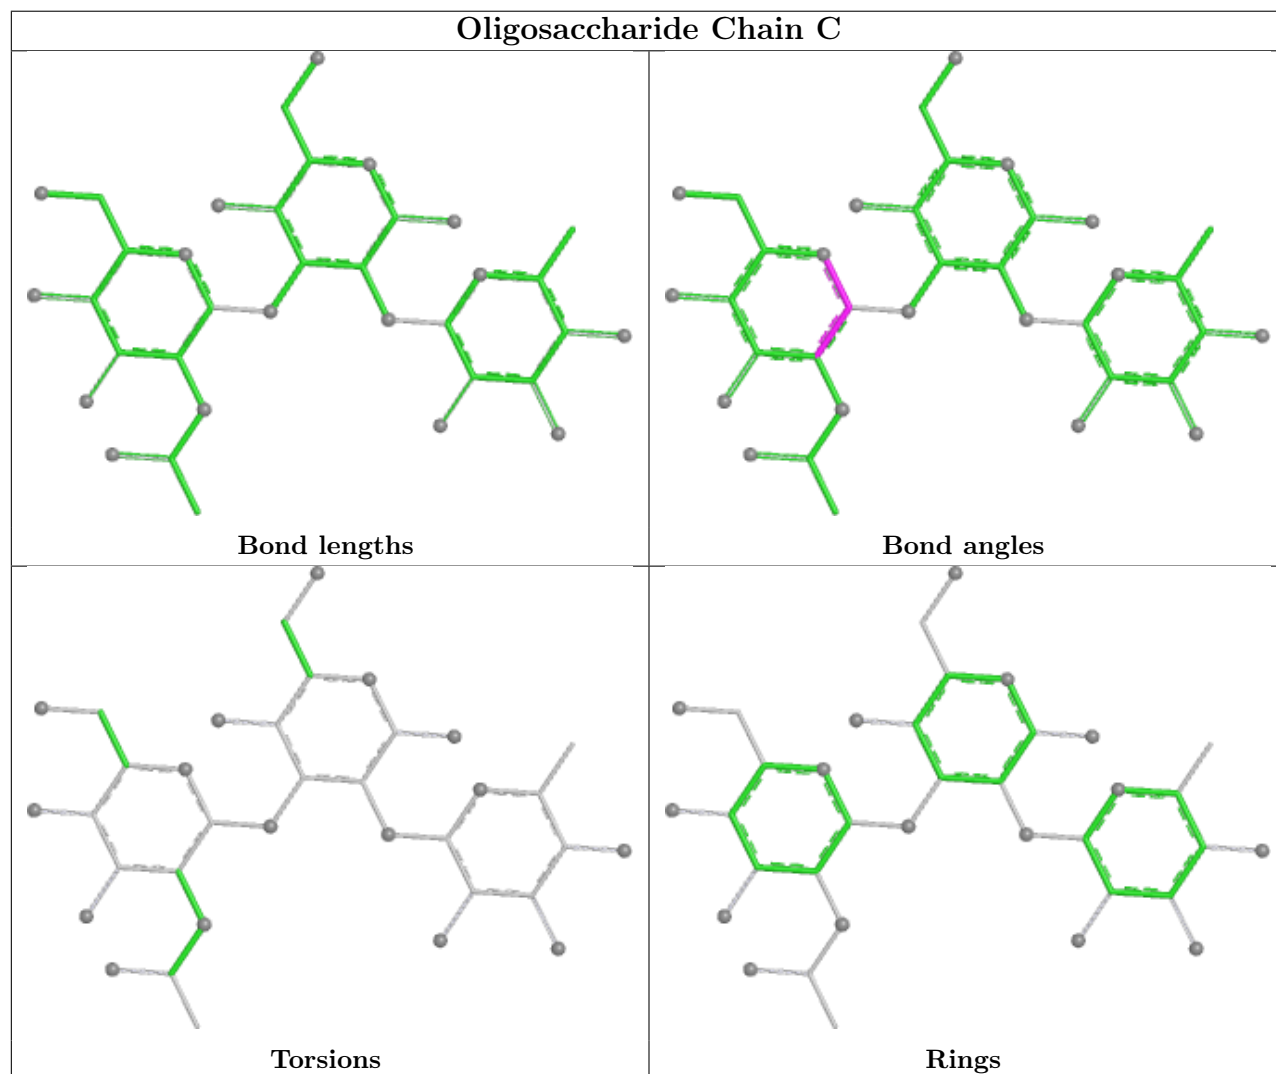 Oligosaccharide Chain C
Bond lengths
Bond angles
Torsions
Rings